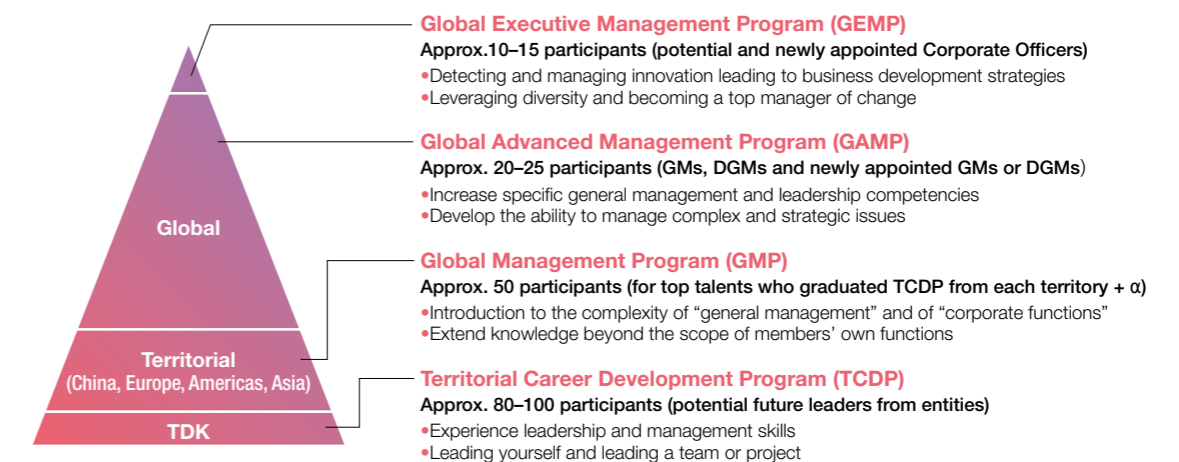 Global Executive Management Program (GEMP)
Approx.10–15 participants (potential and newly appointed Corporate Officers)
•Detecting and managing innovation leading to business development strategies
•Leveraging diversity and becoming a top manager of change
Global Advanced Management Program (GAMP)
Approx. 20–25 participants (GMs, DGMs and newly appointed GMs or DGMs)
•Increase specific general management and leadership competencies
•Develop the ability to manage complex and strategic issues
Global
Global Management Program (GMP)
Approx. 50 participants (for top talents who graduated TCDP from each territory + α)
•Introduction to the complexity of “general management” and of “corporate functions”
•Extend knowledge beyond the scope of members’ own functions
Territorial
(China, Europe, Americas, Asia)
Territorial Career Development Program (TCDP)
Approx. 80–100 participants (potential future leaders from entities)
•Experience leadership and management skills
•Leading yourself and leading a team or project
TDK